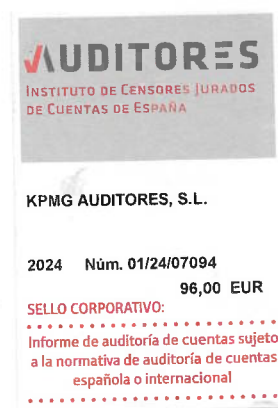 AUDITORES
INSTITUTO DE CENSORES JURADOS
DE CUENTAS DE ESPAÑA
KPMG AUDITORES, S.L.
2024 Núm. 01/24/07094
96,00 EUR
SELLO CORPORATIVO:
Informe de auditoría de cuentas sujeto
a la normativa de auditoría de cuentas
española o internacional